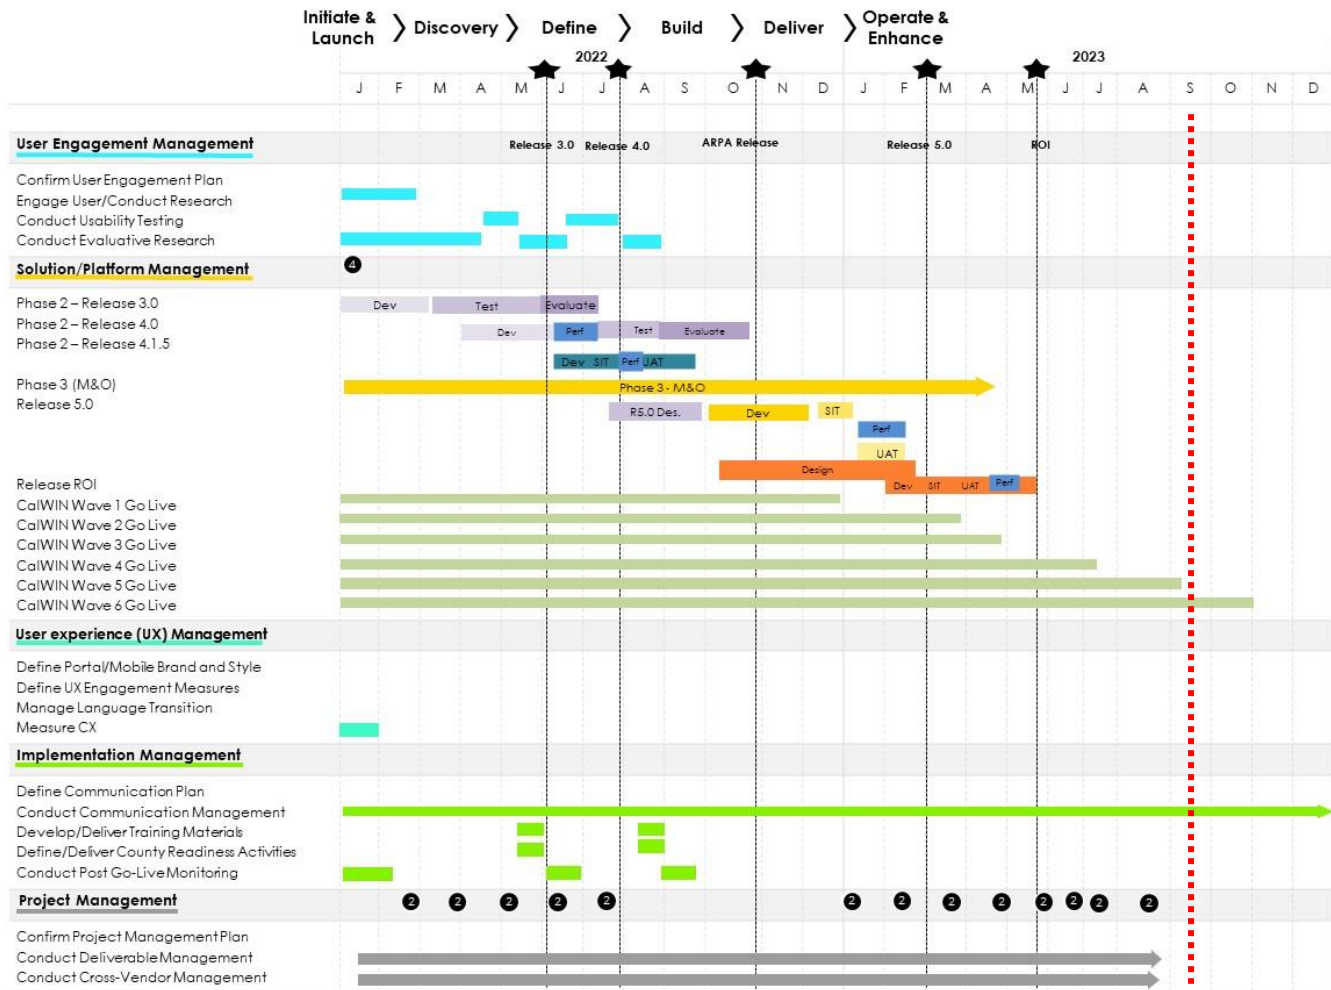 Initiate & Launch
Discovery
Define
Build
Deliver
Operate & Enhance
2022
2023
J F M A M J J A S O N D J F M A M J J A S O N D
User Engagement Management
Release 3.0
Release 4.0
ARPA Release
Release 5.0
ROI
Confirm User Engagement Plan
Engage User/Conduct Research
Conduct Usability Testing
Conduct Evaluative Research
Solution/Platform Management
4
Phase 2 – Release 3.0
Dev Test Evaluate
Phase 2 – Release 4.0
Dev Perf Test Evaluate
Phase 2 – Release 4.1.5
Dev SIT Perf UAT
Phase 3 (M&O)
Phase 3 - M&O
Release 5.0
R5.0 Des. Dev SIT
Perf
UAT
Design
Release ROI
Dev SIT UAT Perf
CalWIN Wave 1 Go Live
CalWIN Wave 2 Go Live
CalWIN Wave 3 Go Live
CalWIN Wave 4 Go Live
CalWIN Wave 5 Go Live
CalWIN Wave 6 Go Live
User experience (UX) Management
Define Portal/Mobile Brand and Style
Define UX Engagement Measures
Manage Language Transition
Measure CX
Implementation Management
Define Communication Plan
Conduct Communication Management
Develop/Deliver Training Materials
Define/Deliver County Readiness Activities
Conduct Post Go-Live Monitoring
Project Management
2 2 2 2 2 2 2 2 2 2 2 2 2
Confirm Project Management Plan
Conduct Deliverable Management
Conduct Cross-Vendor Management